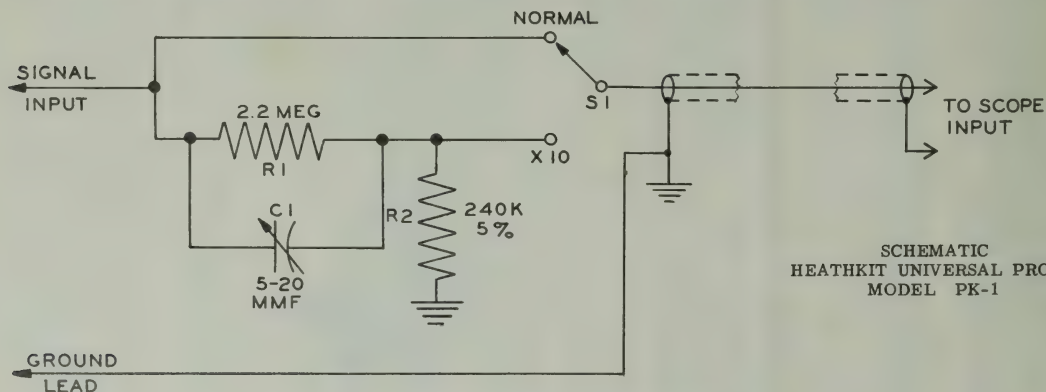 NORMAL
SIGNAL
INPUT
S1
TO SCOPE
INPUT
2.2 MEG
R1
X10
C1
5-20
MMF
R2
240K
5%
SCHEMATIC
HEATHKIT UNIVERSAL PRO
MODEL PK-1
GROUND
LEAD